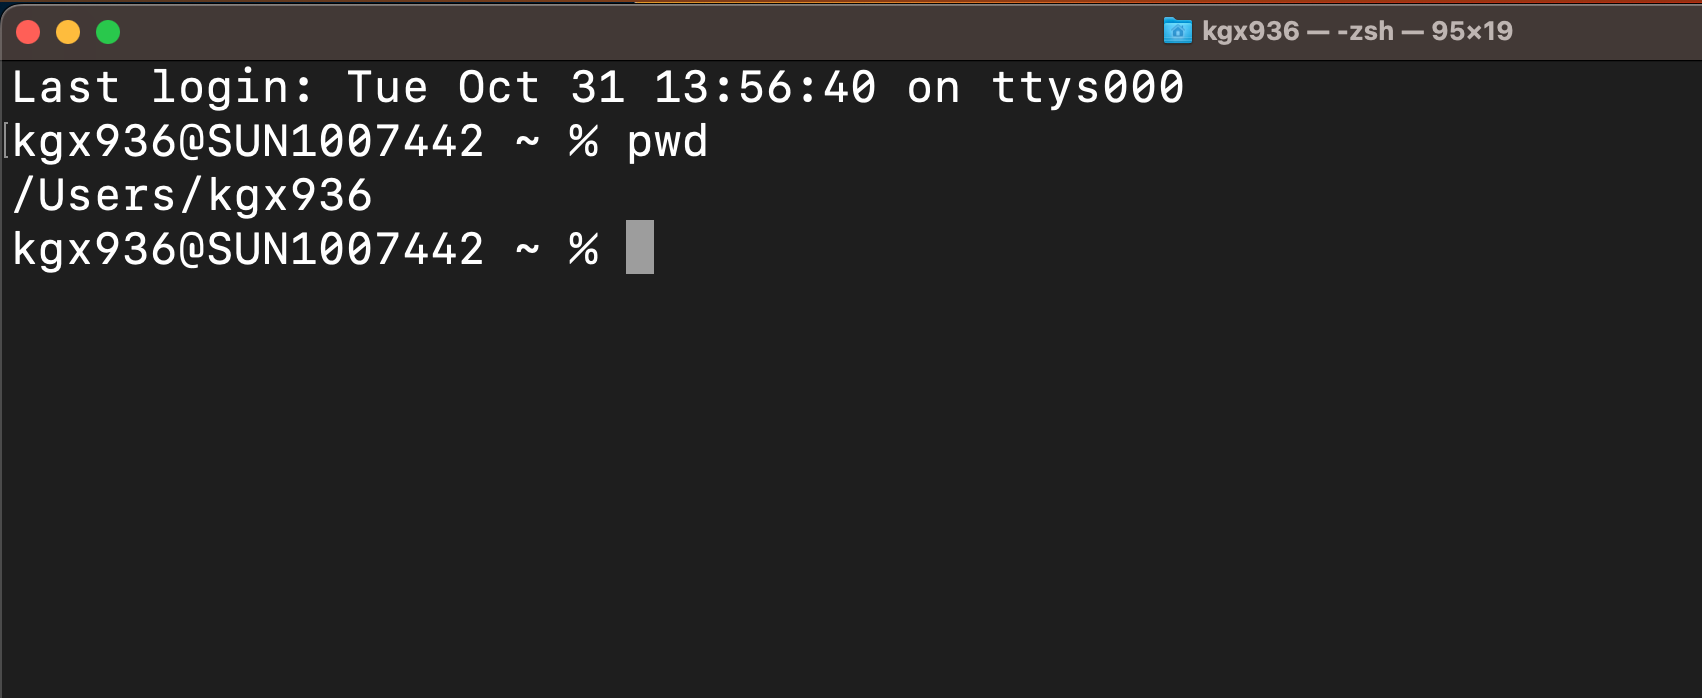 kgx936 — -zsh — 95×19
Last login: Tue Oct 31 13:56:40 on ttys000
kgx936@SUN1007442 ~ % pwd
/Users/kgx936
kgx936@SUN1007442 ~ %